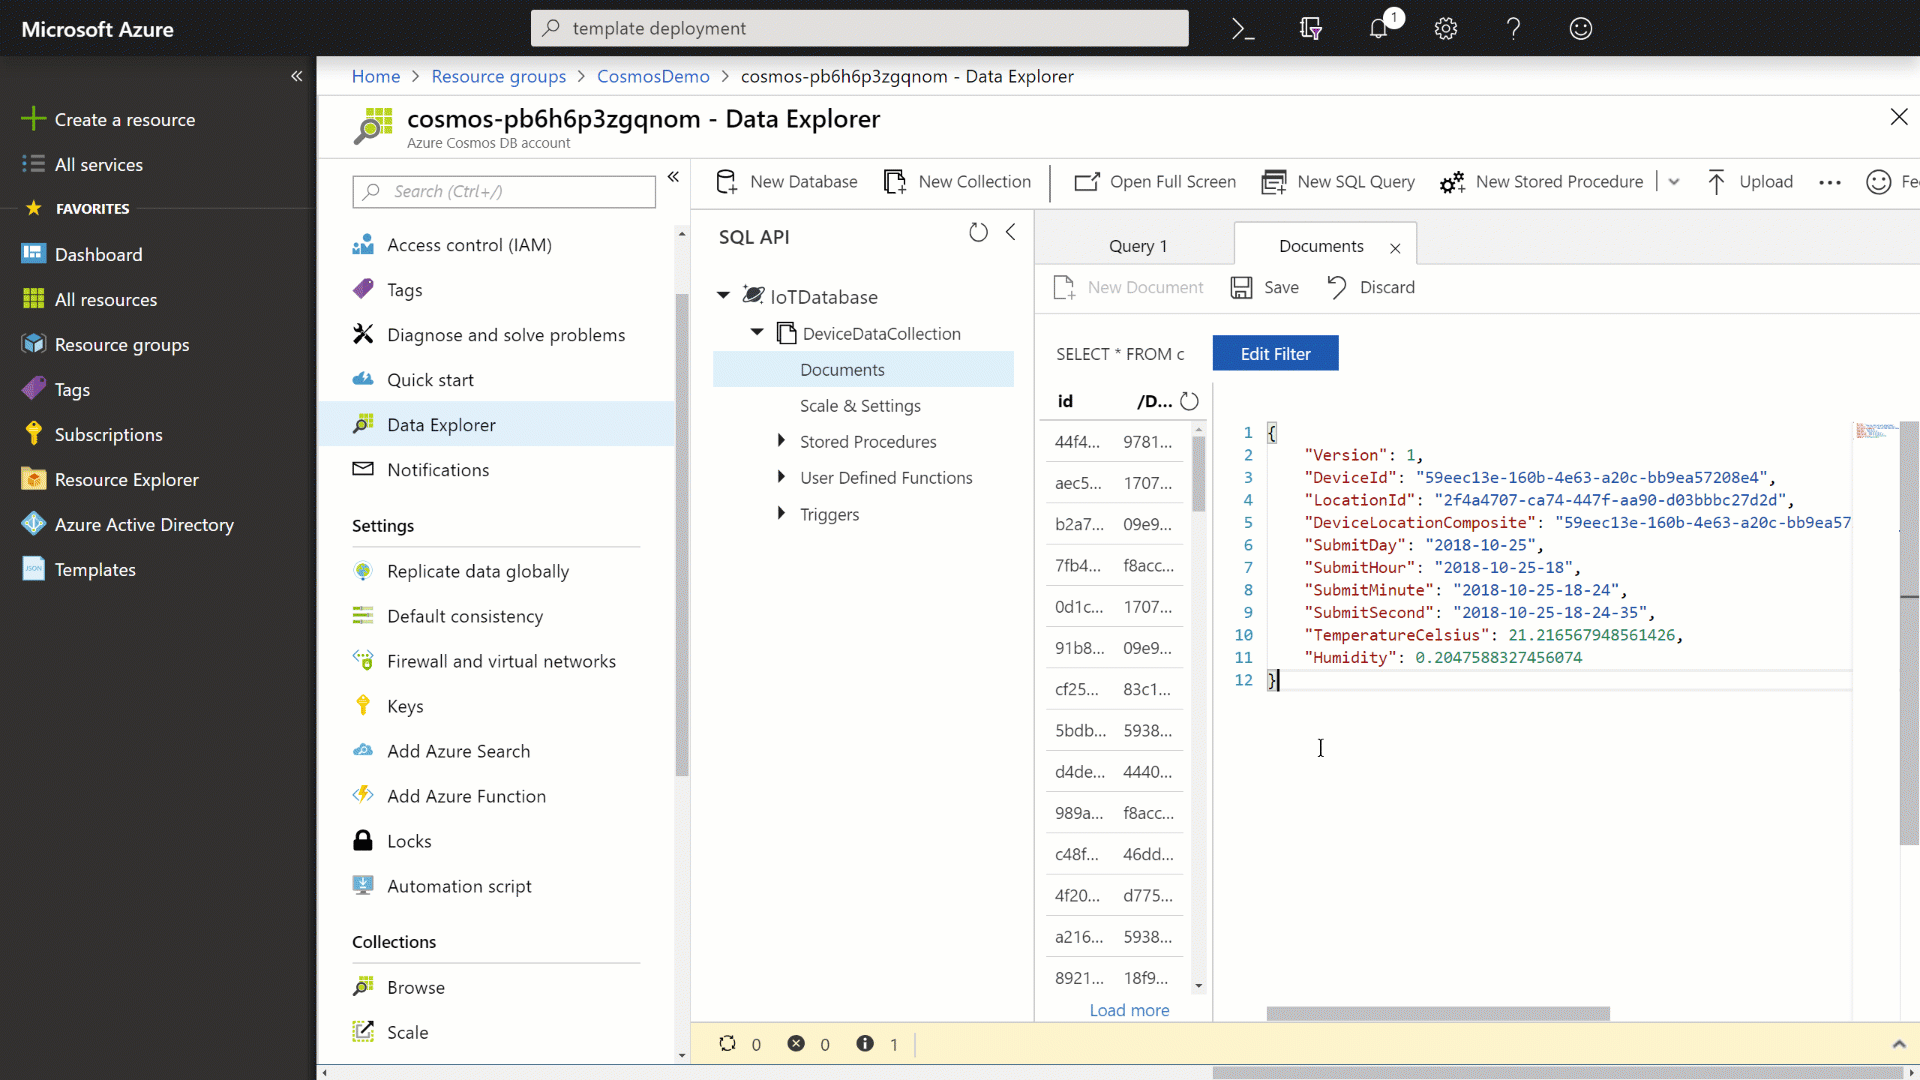 Microsoft Azure
template deployment
1
Create a resource
All services
FAVORITES
Dashboard
All resources
Resource groups
Tags
Subscriptions
Resource Explorer
Azure Active Directory
JSON
Templates
Home > Resource groups > CosmosDemo > cosmos-pb6h6p3zgqnom - Data Explorer
cosmos-pb6h6p3zgqnom - Data Explorer
Azure Cosmos DB account
Search (Ctrl+/)
Access control (IAM)
Tags
Diagnose and solve problems
Quick start
Data Explorer
Notifications
Settings
Replicate data globally
Default consistency
Firewall and virtual networks
Keys
Add Azure Search
Add Azure Function
Locks
Automation script
Collections
Browse
Scale
New Database
New Collection
Open Full Screen
New SQL Query
New Stored Procedure
Upload
Fe
SQL API
IoTDatabase
DeviceDataCollection
Documents
Scale & Settings
Stored Procedures
User Defined Functions
Triggers
Query 1
Documents
New Document
Save
Discard
SELECT * FROM c
Edit Filter
id /D...
44f4... 9781...
aec5... 1707...
b2a7... 09e9...
7fb4... f8acc...
0d1c... 1707...
91b8... 09e9...
cf25... 83c1...
5bdb... 5938...
d4de... 4440...
989a... f8acc...
c48f... 46dd...
4f20... d775...
a216... 5938...
8921... 18f9...
Load more
1 {
2 "Version": 1,
3 "DeviceId": "59eec13e-160b-4e63-a20c-bb9ea57208e4",
4 "LocationId": "2f4a4707-ca74-447f-aa90-d03bbbc27d2d",
5 "DeviceLocationComposite": "59eec13e-160b-4e63-a20c-bb9ea57
6 "SubmitDay": "2018-10-25",
7 "SubmitHour": "2018-10-25-18",
8 "SubmitMinute": "2018-10-25-18-24",
9 "SubmitSecond": "2018-10-25-18-24-35",
10 "TemperatureCelsius": 21.216567948561426,
11 "Humidity": 0.2047588327456074
12 }
0 0 1